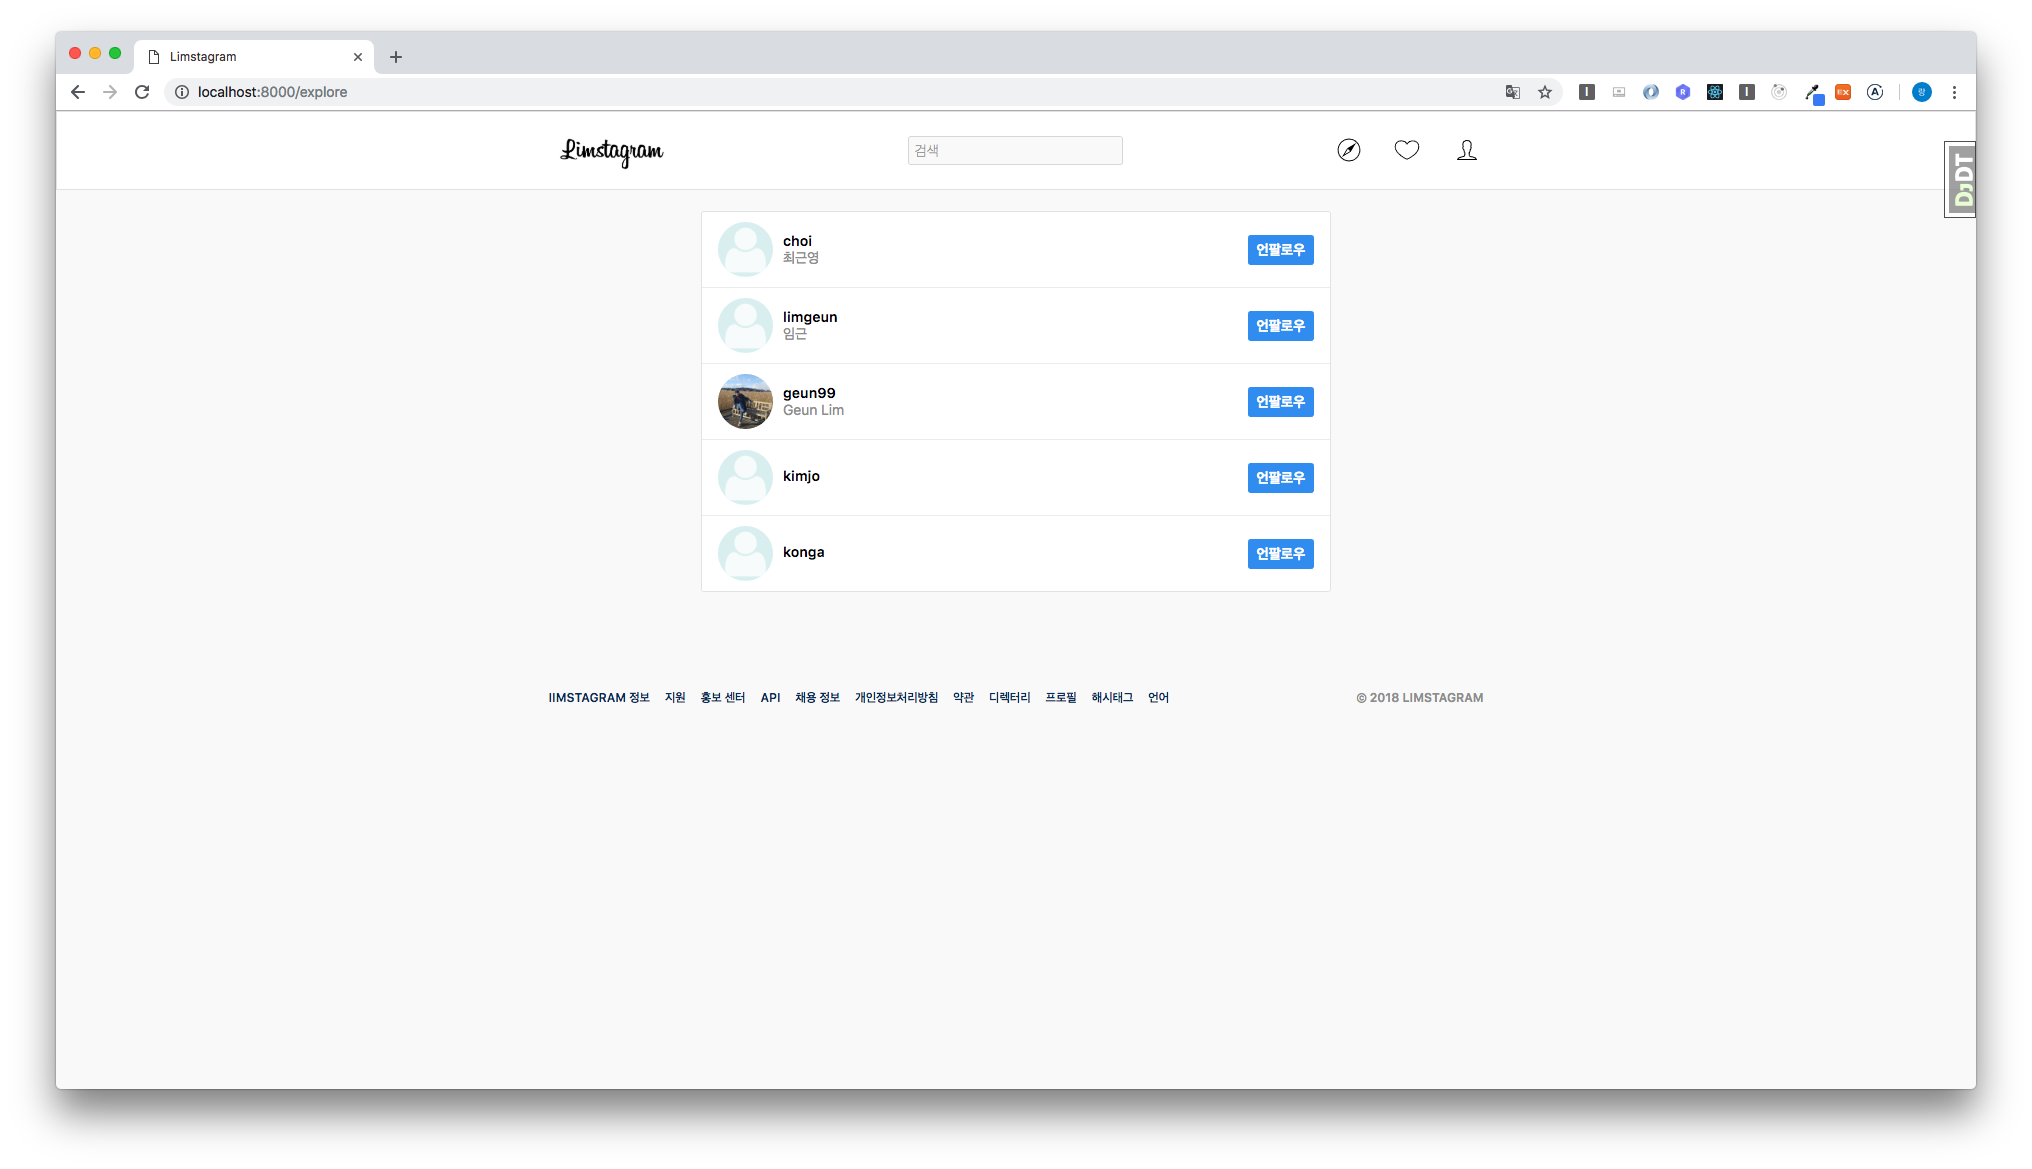 Limstagram
localhost:8000/explore
Limstagram
검색
DjDT
choi
최근영
언팔로우
limgeun
임근
언팔로우
geun99
Geun Lim
언팔로우
kimjo
언팔로우
konga
언팔로우
lIMSTAGRAM 정보 지원 홍보 센터 API 채용 정보 개인정보처리방침 약관 디렉터리 프로필 해시태그 언어 © 2018 LIMSTAGRAM